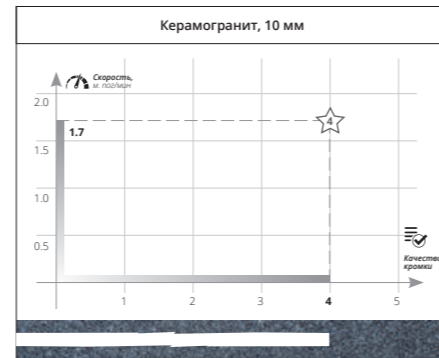 Керамогранит, 10 мм
Скорость,
м. пог/мин
2.0
1.7
4
1.5
1.0
0.5
Качество
кромки
1 2 3 4 5